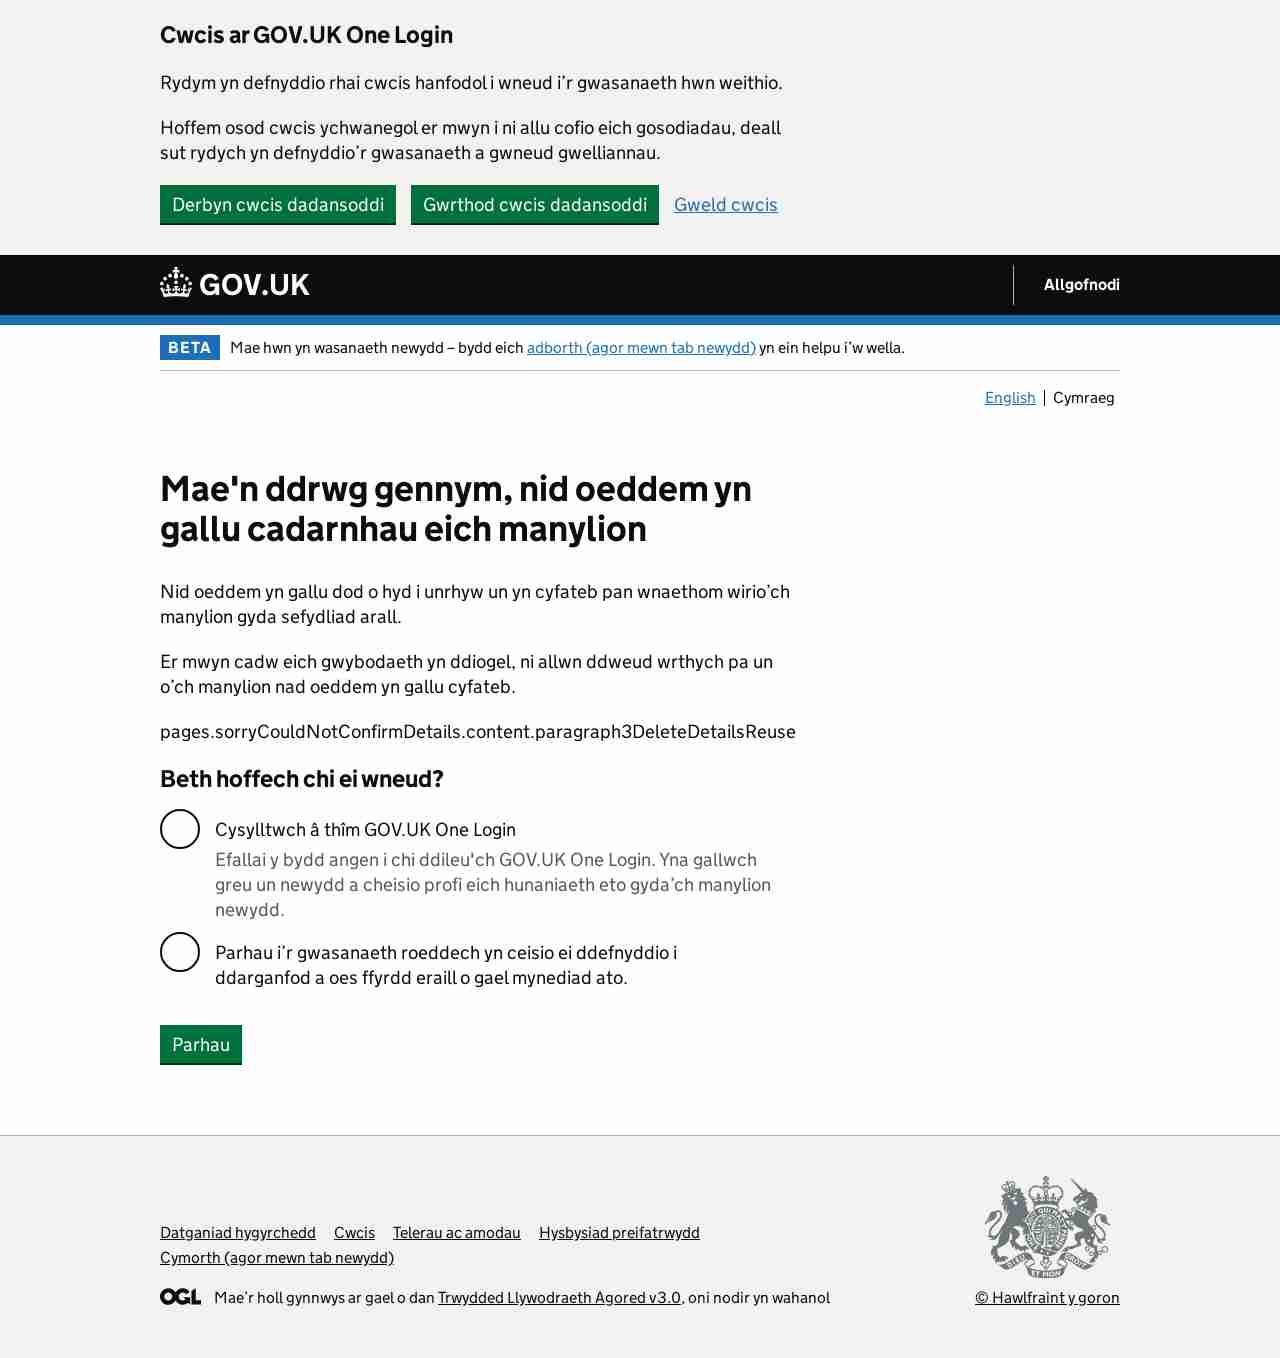 Cwcis ar GOV.UK One Login
Rydym yn defnyddio rhai cwcis hanfodol i wneud i’r gwasanaeth hwn weithio.
Hoffem osod cwcis ychwanegol er mwyn i ni allu cofio eich gosodiadau, deall
sut rydych yn defnyddio’r gwasanaeth a gwneud gwelliannau.
Derbyn cwcis dadansoddi
Gwrthod cwcis dadansoddi
Gweld cwcis
GOV.UK
Allgofnodi
BETA
Mae hwn yn wasanaeth newydd – bydd eich adborth (agor mewn tab newydd) yn ein helpu i’w wella.
English
Cymraeg
Mae'n ddrwg gennym, nid oeddem yn
gallu cadarnhau eich manylion
Nid oeddem yn gallu dod o hyd i unrhyw un yn cyfateb pan wnaethom wirio’ch
manylion gyda sefydliad arall.
Er mwyn cadw eich gwybodaeth yn ddiogel, ni allwn ddweud wrthych pa un
o’ch manylion nad oeddem yn gallu cyfateb.
pages.sorryCouldNotConfirmDetails.content.paragraph3DeleteDetailsReuse
Beth hoffech chi ei wneud?
Cysylltwch â thîm GOV.UK One Login
Efallai y bydd angen i chi ddileu'ch GOV.UK One Login. Yna gallwch
greu un newydd a cheisio profi eich hunaniaeth eto gyda’ch manylion
newydd.
Parhau i’r gwasanaeth roeddech yn ceisio ei ddefnyddio i
ddarganfod a oes ffyrdd eraill o gael mynediad ato.
Parhau
Datganiad hygyrchedd
Cwcis
Telerau ac amodau
Hysbysiad preifatrwydd
Cymorth (agor mewn tab newydd)
OGL
Mae’r holl gynnwys ar gael o dan Trwydded Llywodraeth Agored v3.0, oni nodir yn wahanol
© Hawlfraint y goron